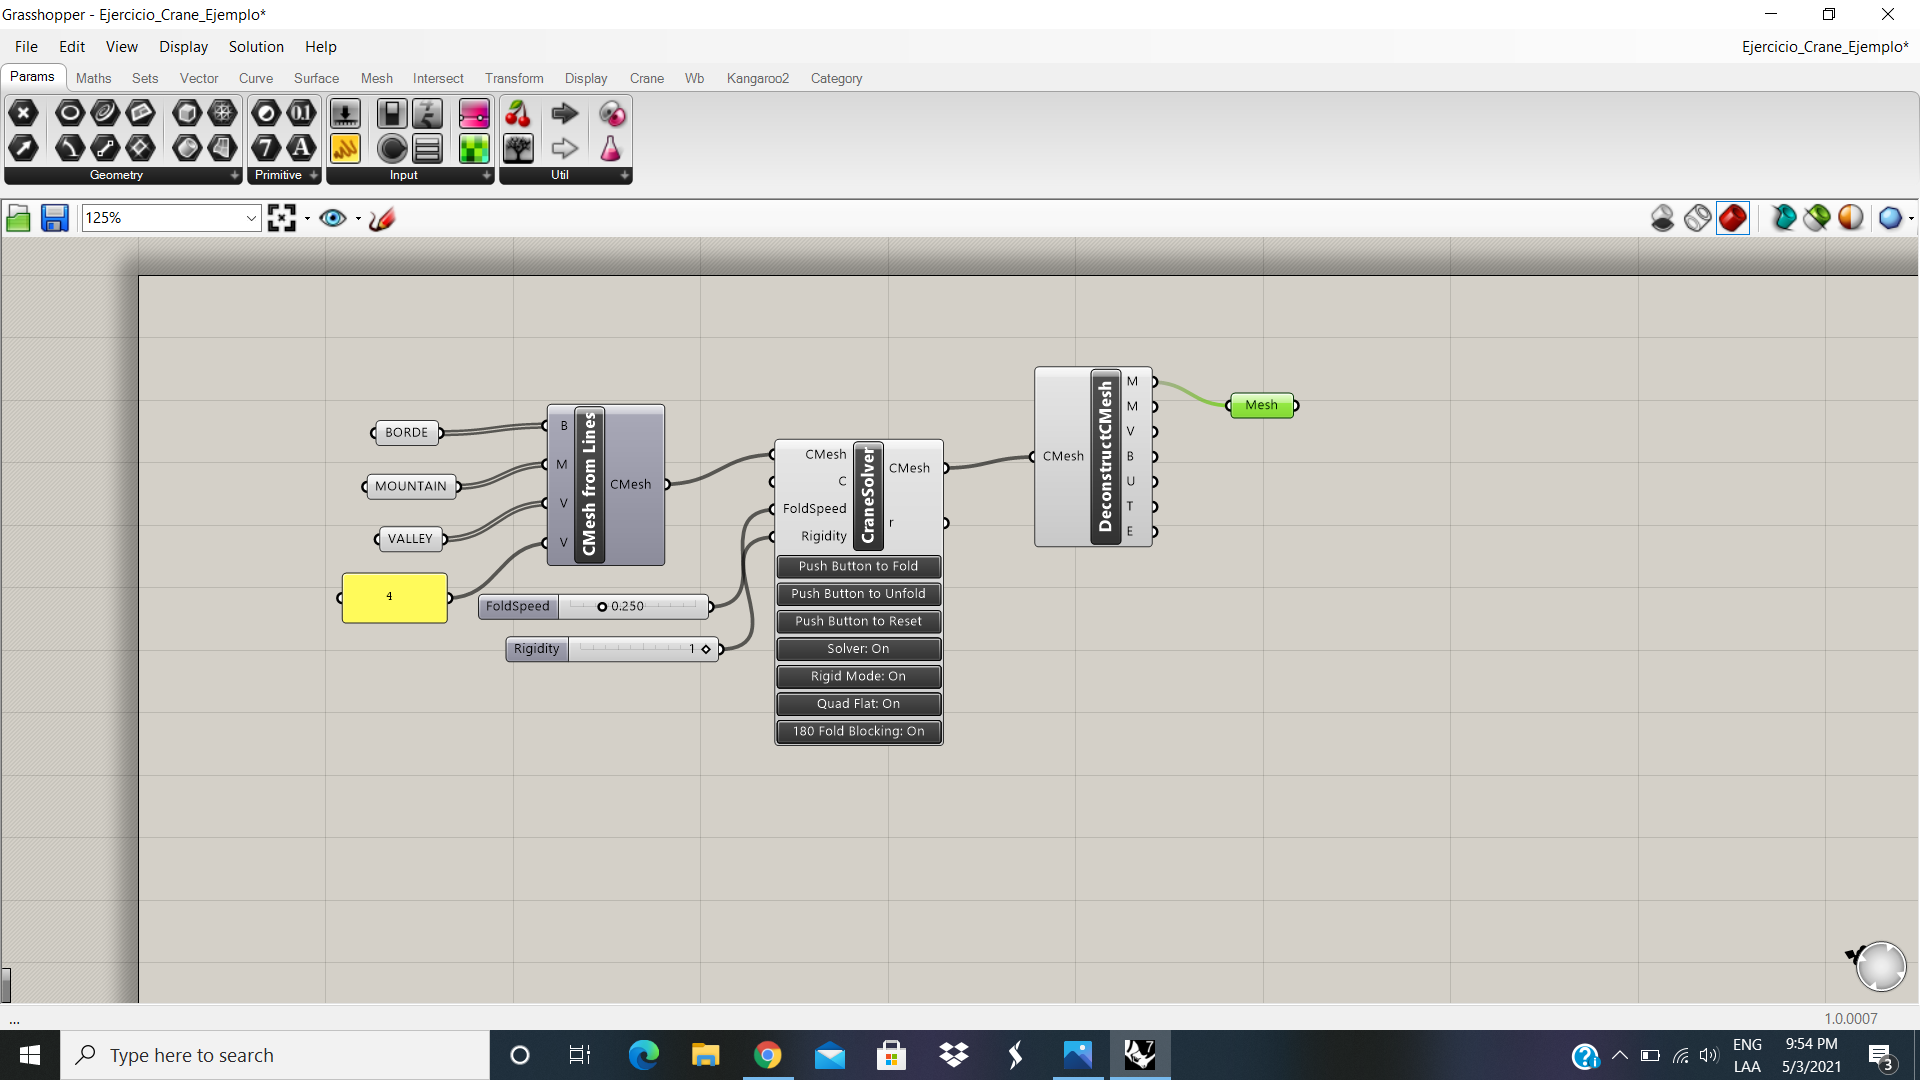 Grasshopper - Ejercicio_Crane_Ejemplo*
File Edit View Display Solution Help
Ejercicio_Crane_Ejemplo*
Params Maths Sets Vector Curve Surface Mesh Intersect Transform Display Crane Wb Kangaroo2 Category
0.1
7 A
Geometry Primitive Input Util
125%
BORDE
MOUNTAIN
VALLEY
4
B
M
V
V
CMesh from Lines
CMesh
FoldSpeed 0.250
Rigidity 1
CMesh
C
FoldSpeed
Rigidity
CraneSolver
CMesh
r
Push Button to Fold
Push Button to Unfold
Push Button to Reset
Solver: On
Rigid Mode: On
Quad Flat: On
180 Fold Blocking: On
CMesh
DeconstructCMesh
M
M
V
B
U
T
E
Mesh
...
1.0.0007
Type here to search
7
ENG
LAA
9:54 PM
5/3/2021
3